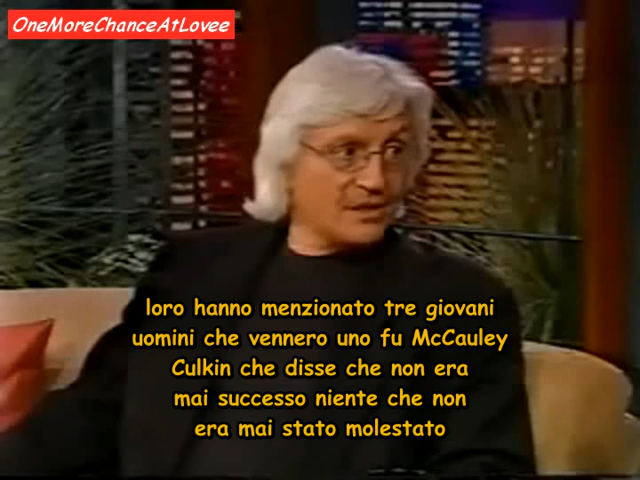 OneMoreChanceAtLovee
loro hanno menzionato tre giovani
uomini che vennero uno fu McCauley
Culkin che disse che non era
mai successo niente che non
era mai stato molestato